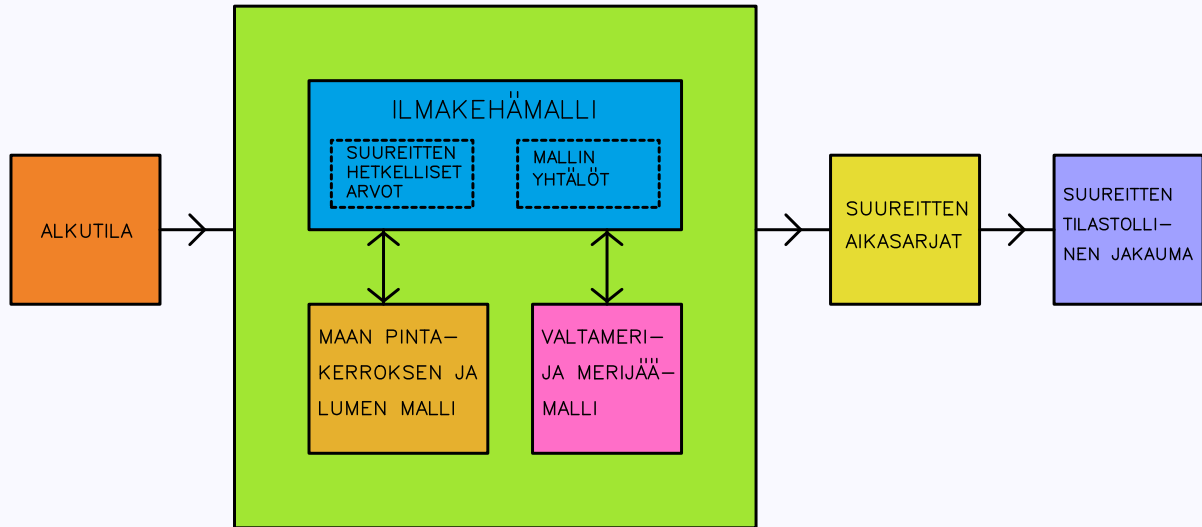 ILMAKEHÄMALLI
SUUREITTEN
HETKELLISET
ARVOT
MALLIN
YHTÄLÖT
ALKUTILA
MAAN PINTA–
KERROKSEN JA
LUMEN MALLI
VALTAMERI–
JA MERIJÄÄ–
MALLI
SUUREITTEN
AIKASARJAT
SUUREITTEN
TILASTOLLI–
NEN JAKAUMA